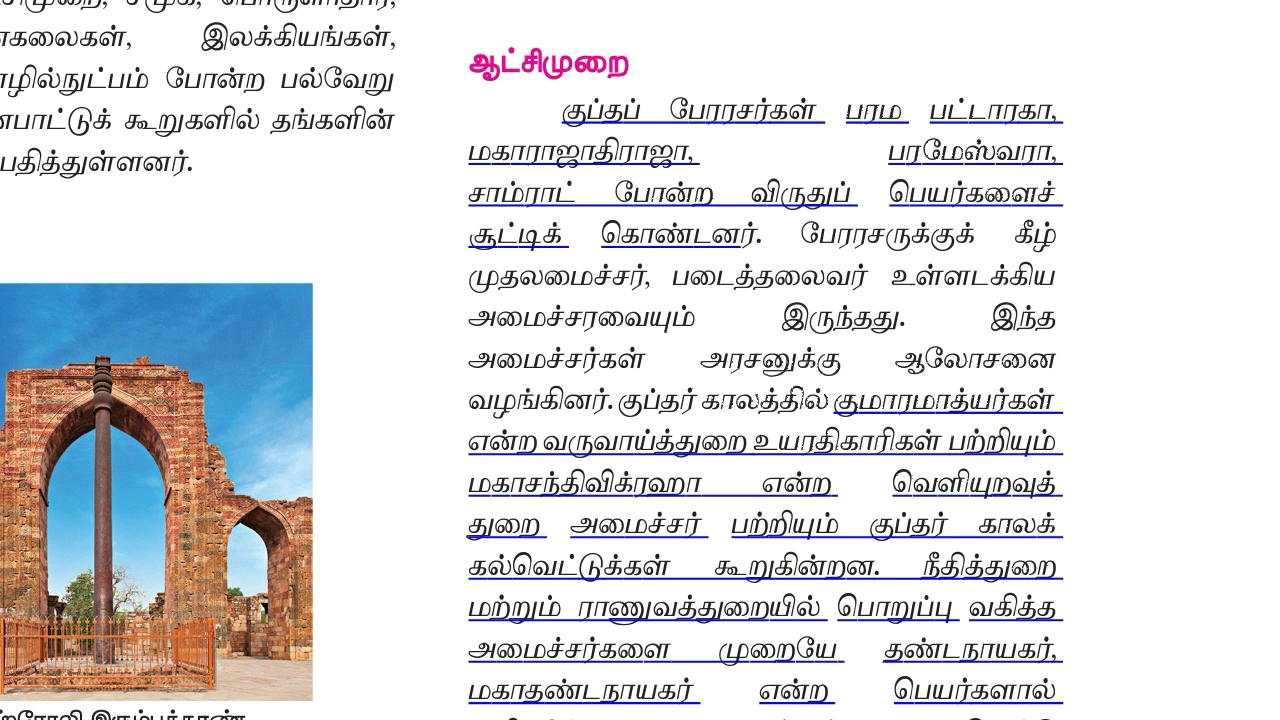 இலக்கியங்கள்,
போன்ற பல்வேறு
கூறுகளில் தங்களின்
பதித்துள்ளனர்.
ஆட்சிமுறை
குப்தப் பேரரசர்கள் பரம பட்டாரகா,
மகாராஜாதிராஜா, பரமேஸ்வரா,
சாம்ராட் போன்ற விருதுப் பெயர்களைச்
சூட்டிக் கொண்டனர். பேரரசருக்குக் கீழ்
முதலமைச்சர், படைத்தலைவர் உள்ளடக்கிய
அமைச்சரவையும் இருந்தது. இந்த
அமைச்சர்கள் அரசனுக்கு ஆலோசனை
வழங்கினர். குப்தர் காலத்தில் குமாரமாத்யர்கள்
என்ற வருவாய்த்துறை உயரதிகாரிகள் பற்றியும்
மகாசந்திவிக்ரஹா என்ற வெளியுறவுத்
துறை அமைச்சர் பற்றியும் குப்தர் காலக்
கல்வெட்டுக்கள் கூறுகின்றன. நீதித்துறை
மற்றும் ராணுவத்துறையில் பொறுப்பு வகித்த
அமைச்சர்களை முறையே தண்டநாயகர்,
மகாதண்டநாயகர் என்ற பெயர்களால்